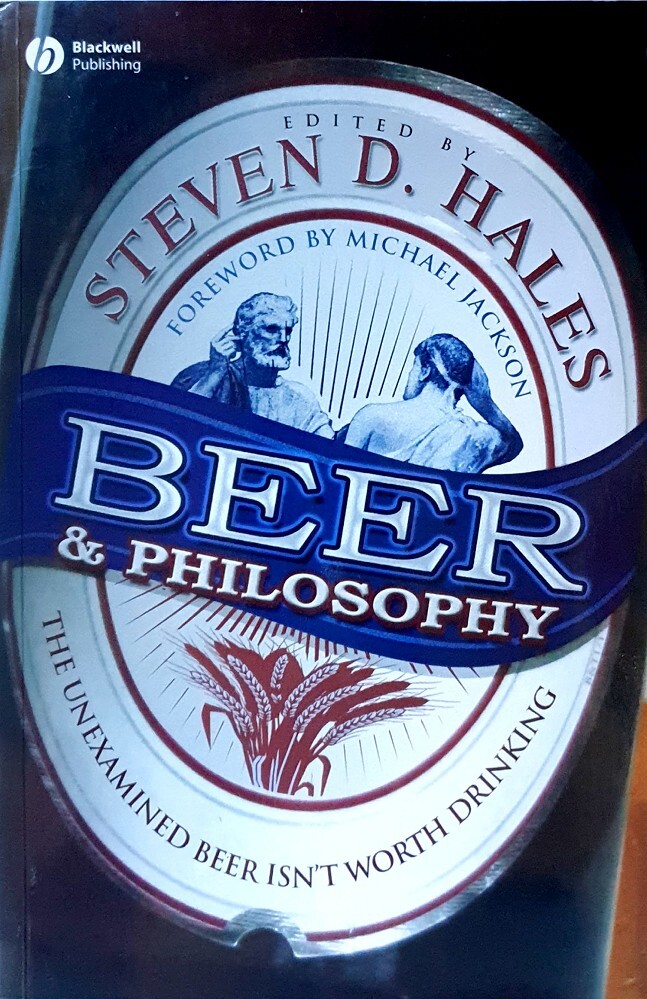 Blackwell
Publishing
EDITED BY
STEVEN D. HALES
FOREWORD BY MICHAEL JACKSON
BEER
& PHILOSOPHY
THE UNEXAMINED BEER ISN'T WORTH DRINKING